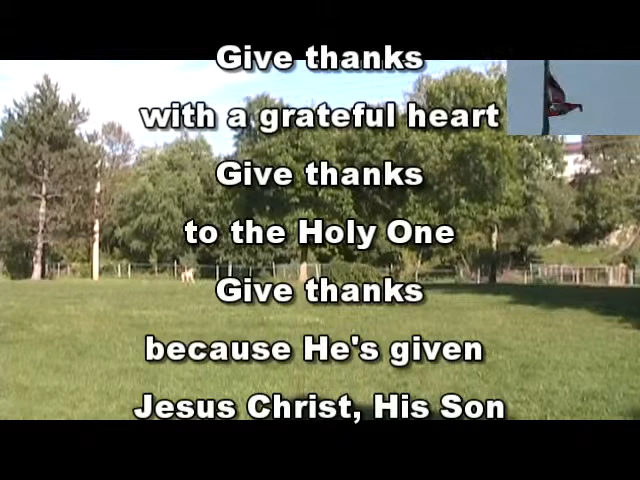 Give thanks
with a grateful heart
Give thanks
to the Holy One
Give thanks
because He's given
Jesus Christ, His Son